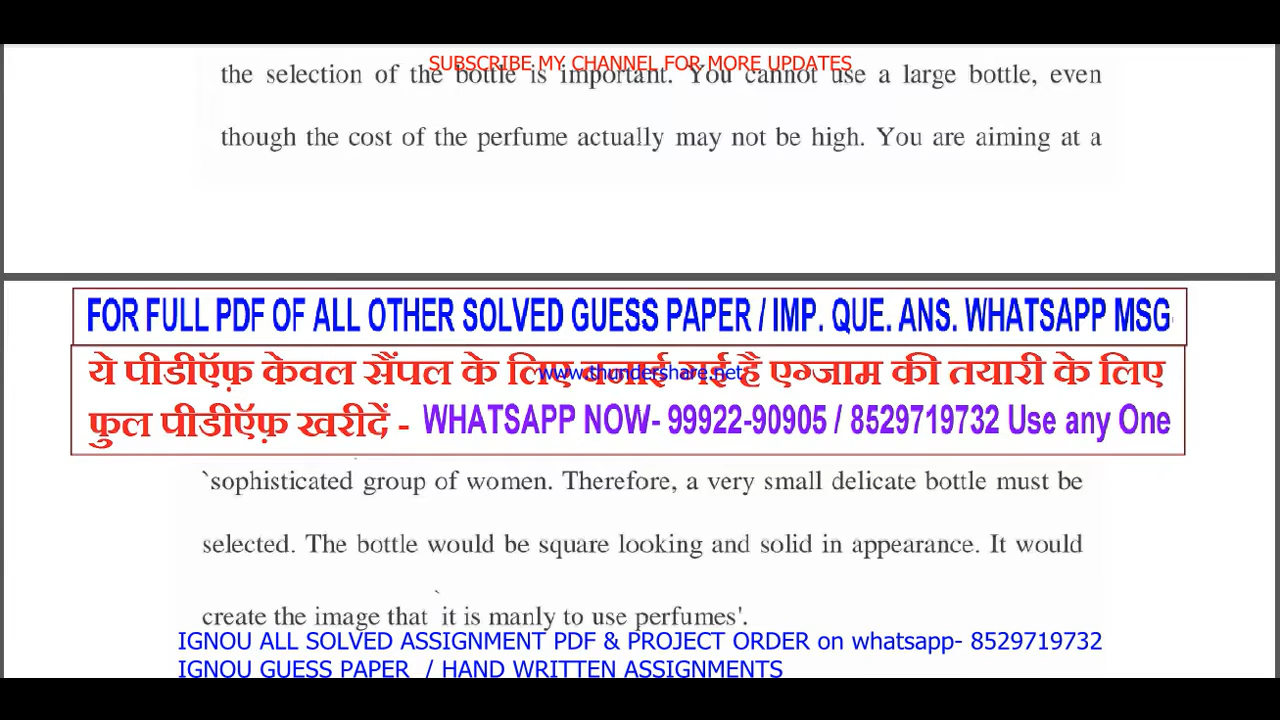 SUBSCRIBE MY CHANNEL FOR MORE UPDATES
the selection of the bottle is important. You cannot use a large bottle, even
though the cost of the perfume actually may not be high. You are aiming at a
FOR FULL PDF OF ALL OTHER SOLVED GUESS PAPER / IMP. QUE. ANS. WHATSAPP MSG
ये पीडीऍफ़ केवल सैंपल के लिए गई है एग्जाम की तयारी के लिए
www.thundershare.net
फुल पीडीऍफ़ खरीदें - WHATSAPP NOW- 99922-90905 / 8529719732 Use any One
`sophisticated group of women. Therefore, a very small delicate bottle must be
selected. The bottle would be square looking and solid in appearance. It would
create the image that `it is manly to use perfumes'.
IGNOU ALL SOLVED ASSIGNMENT PDF & PROJECT ORDER on whatsapp- 8529719732
IGNOU GUESS PAPER / HAND WRITTEN ASSIGNMENTS